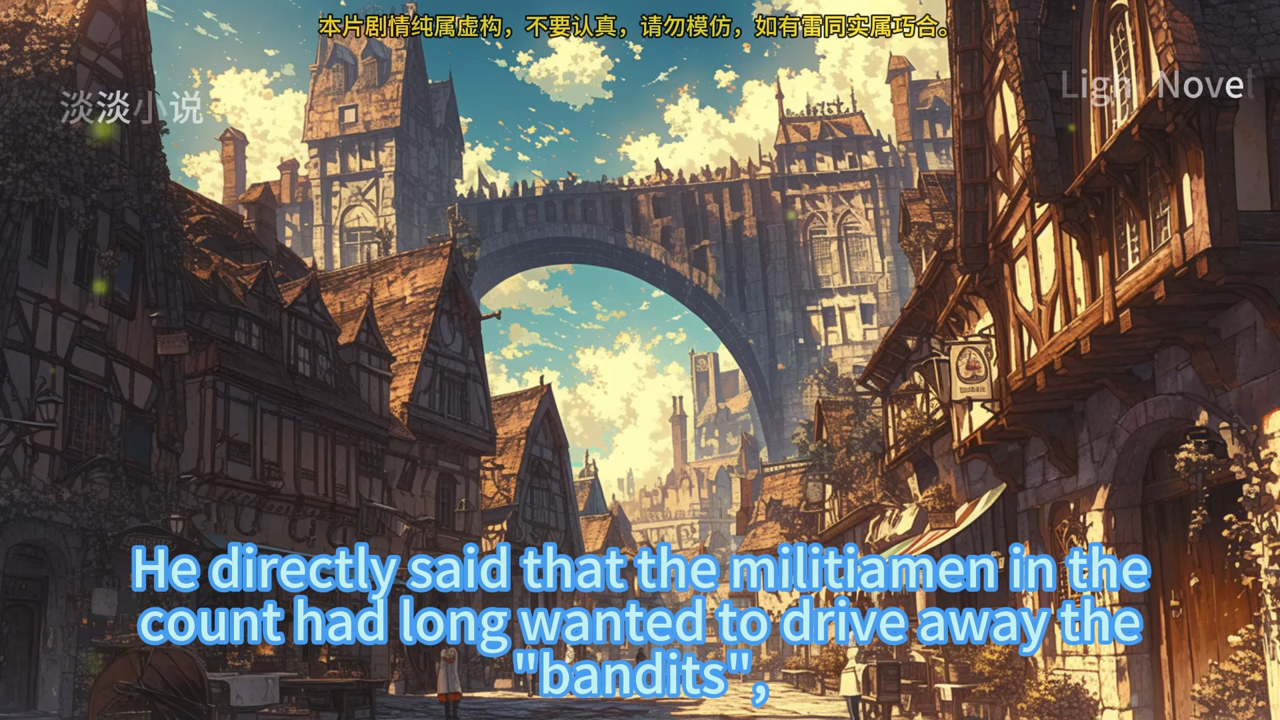 本片剧情纯属虚构，不要认真，请勿模仿，如有雷同实属巧合。
淡淡小说
Light Novel
He directly said that the militiamen in the
count had long wanted to drive away the
"bandits",